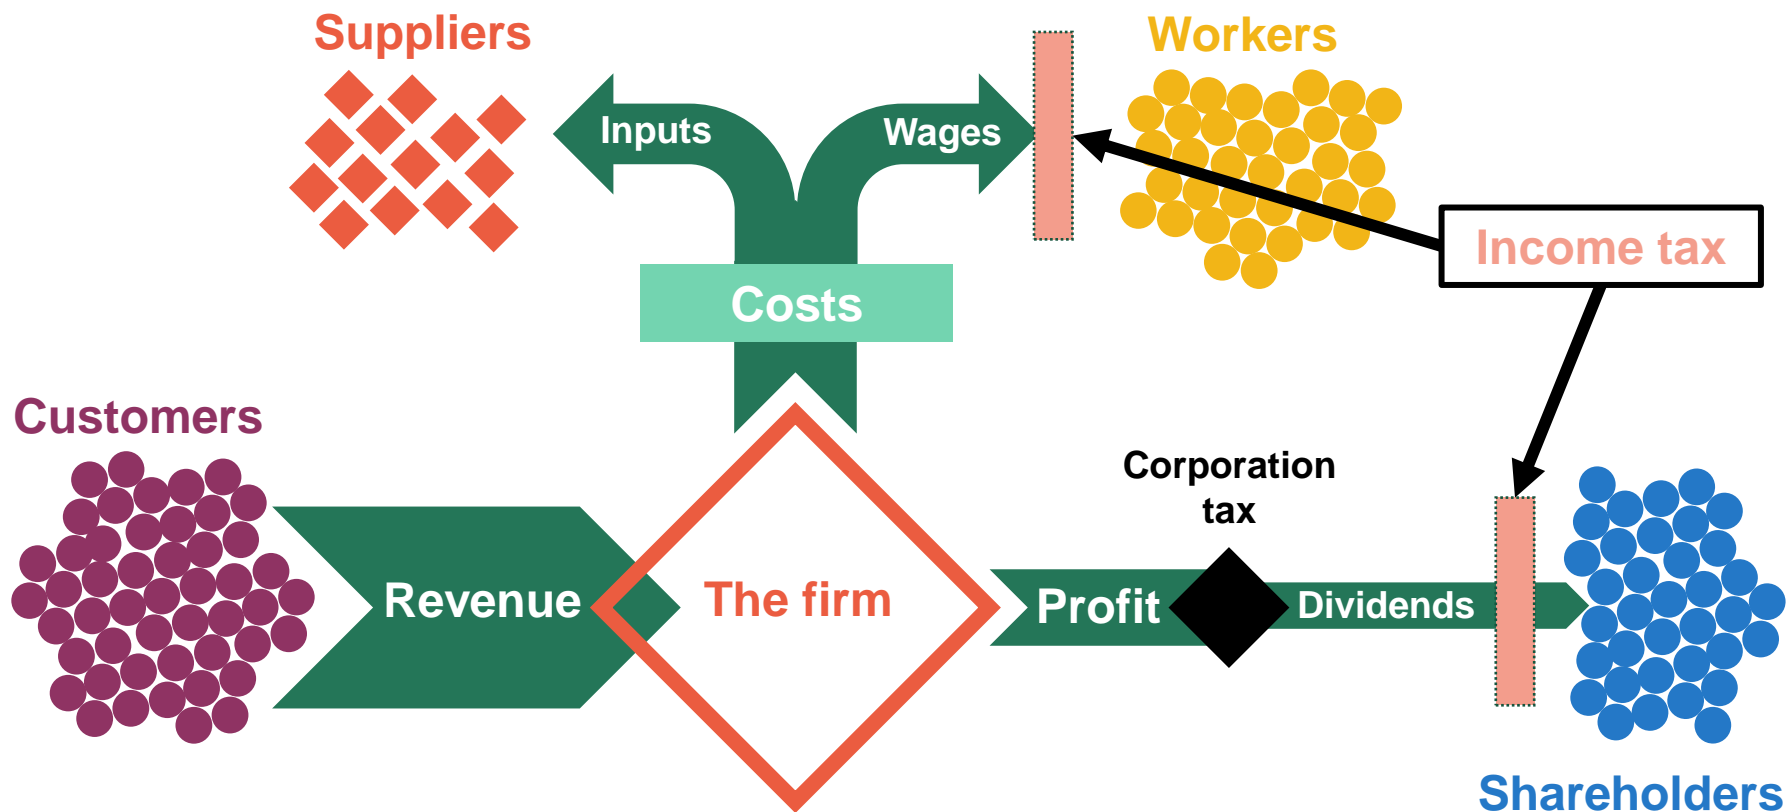 Suppliers
Workers
Inputs
Wages
Income tax
Costs
Customers
Corporation
tax
Revenue
The firm
Profit
Dividends
Shareholders